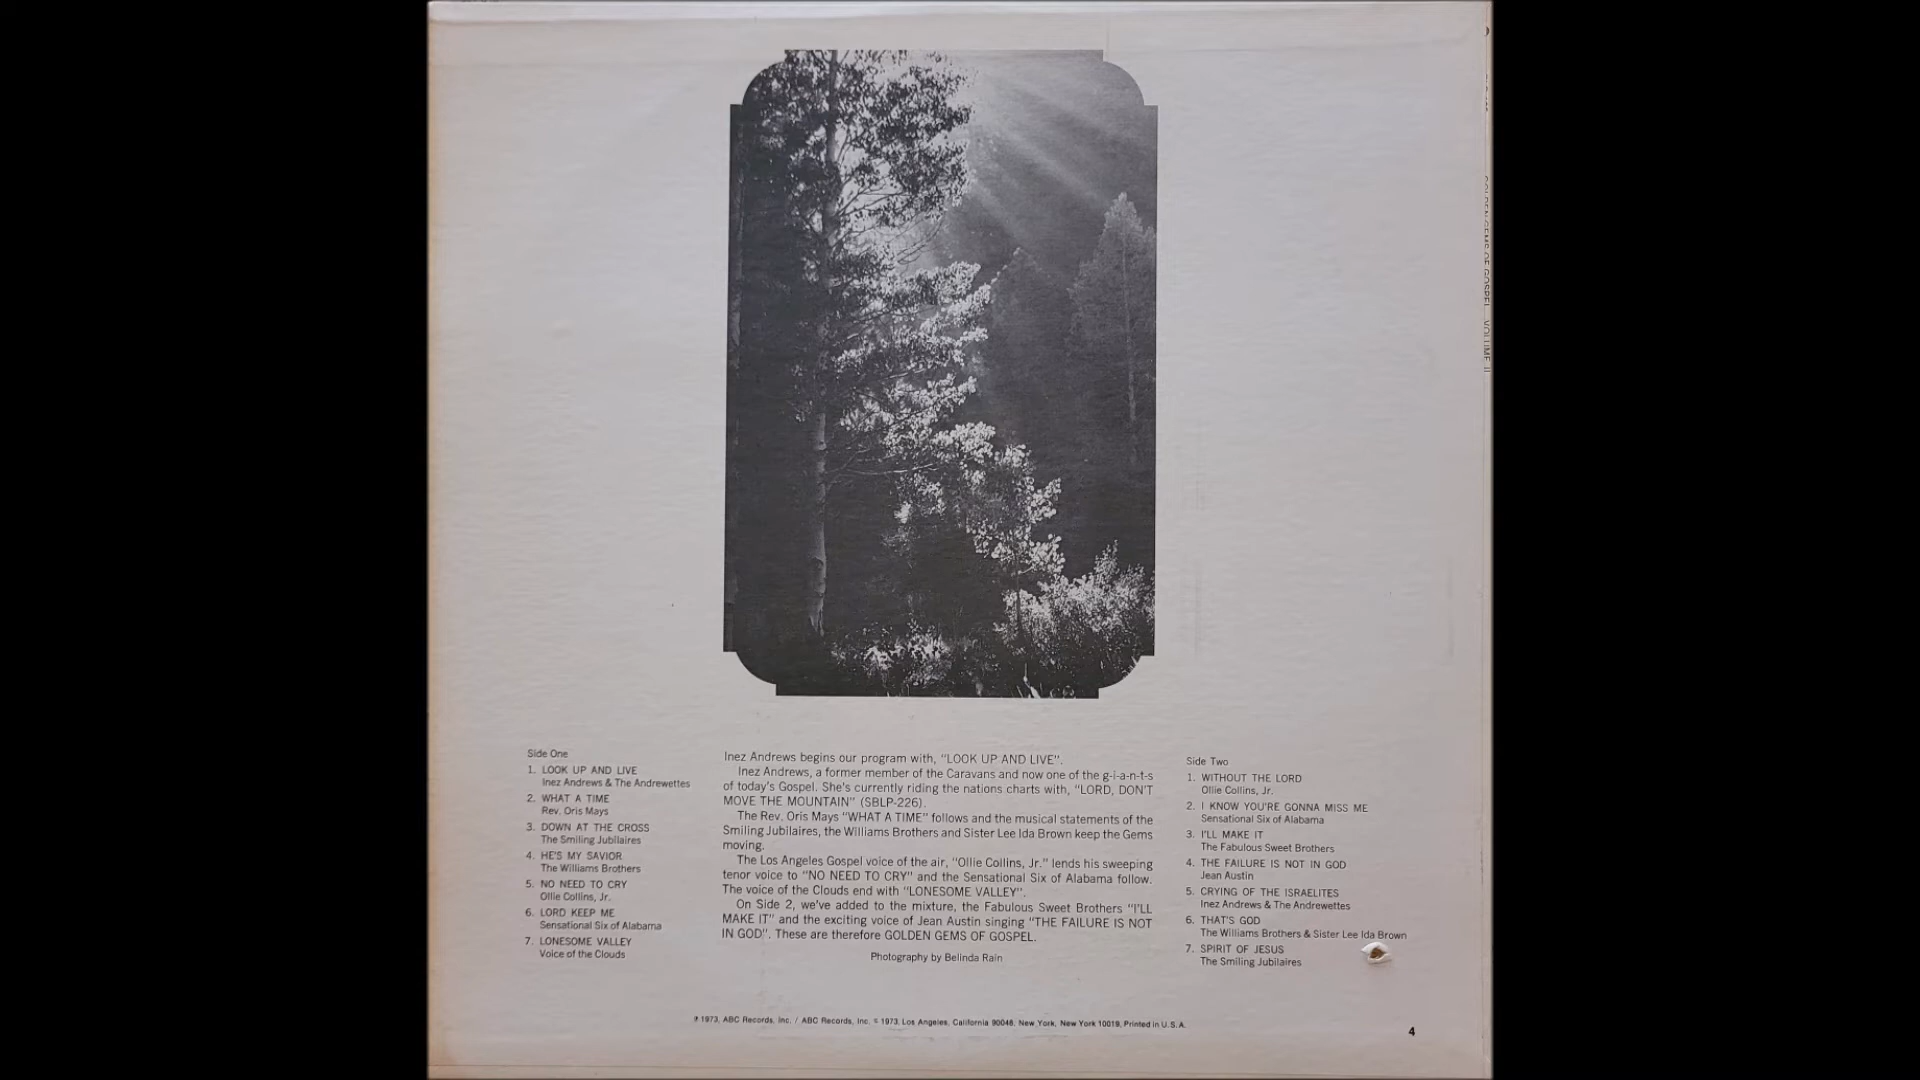 Side One
1. LOOK UP AND LIVE
Inez Andrews & The Andrewettes
2. WHAT A TIME
Rev. Oris Mays
3. DOWN AT THE CROSS
The Smiling Jubilaires
4. HE'S MY SAVIOR
The Williams Brothers
5. NO NEED TO CRY
Ollie Collins, Jr.
6. LORD KEEP ME
Sensational Six of Alabama
7. LONESOME VALLEY
Voice of the Clouds
Inez Andrews begins our program with, "LOOK UP AND LIVE".
Inez Andrews, a former member of the Caravans and now one of the g-i-a-n-t-s
of today's Gospel. She's currently riding the nations charts with, "LORD, DON'T
MOVE THE MOUNTAIN" (SBLP-226).
The Rev. Oris Mays "WHAT A TIME" follows and the musical statements of the
Smiling Jubilaires, the Williams Brothers and Sister Lee Ida Brown keep the Gems
moving.
The Los Angeles Gospel voice of the air, "Ollie Collins, Jr." lends his sweeping
tenor voice to "NO NEED TO CRY" and the Sensational Six of Alabama follow.
The voice of the Clouds end with "LONESOME VALLEY".
On Side 2, we've added to the mixture, the Fabulous Sweet Brothers "I'LL
MAKE IT" and the exciting voice of Jean Austin singing "THE FAILURE IS NOT
IN GOD". These are therefore GOLDEN GEMS OF GOSPEL.
Photography by Belinda Rain
Side Two
1. WITHOUT THE LORD
Ollie Collins, Jr.
2. I KNOW YOU'RE GONNA MISS ME
Sensational Six of Alabama
3. I'LL MAKE IT
The Fabulous Sweet Brothers
4. THE FAILURE IS NOT IN GOD
Jean Austin
5. CRYING OF THE ISRAELITES
Inez Andrews & The Andrewettes
6. THAT'S GOD
The Williams Brothers & Sister Lee Ida Brown
7. SPIRIT OF JESUS
The Smiling Jubilaires
℗ 1973, ABC Records, Inc. / ABC Records, Inc. © 1973, Los Angeles, California 90048, New York, New York 10019, Printed in U.S.A.
4
GOLDEN GEMS OF GOSPEL VOLUME II